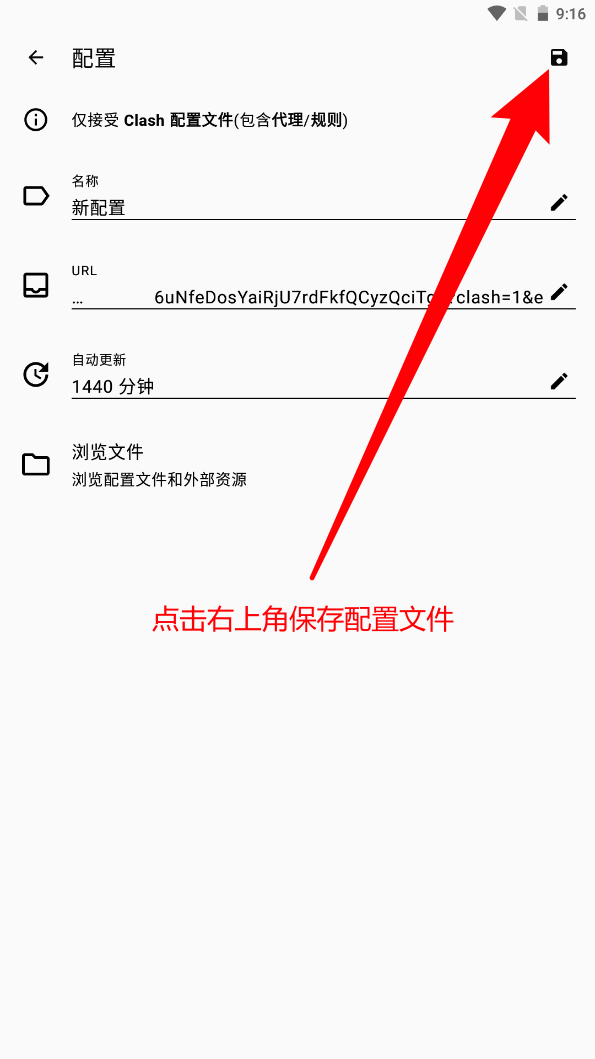 9:16
配置
仅接受 Clash 配置文件(包含代理/规则)
名称
新配置
URL
… 6uNfeDosYaiRjU7rdFkfQCyzQciT clash=1&e
自动更新
1440 分钟
浏览文件
浏览配置文件和外部资源
点击右上角保存配置文件